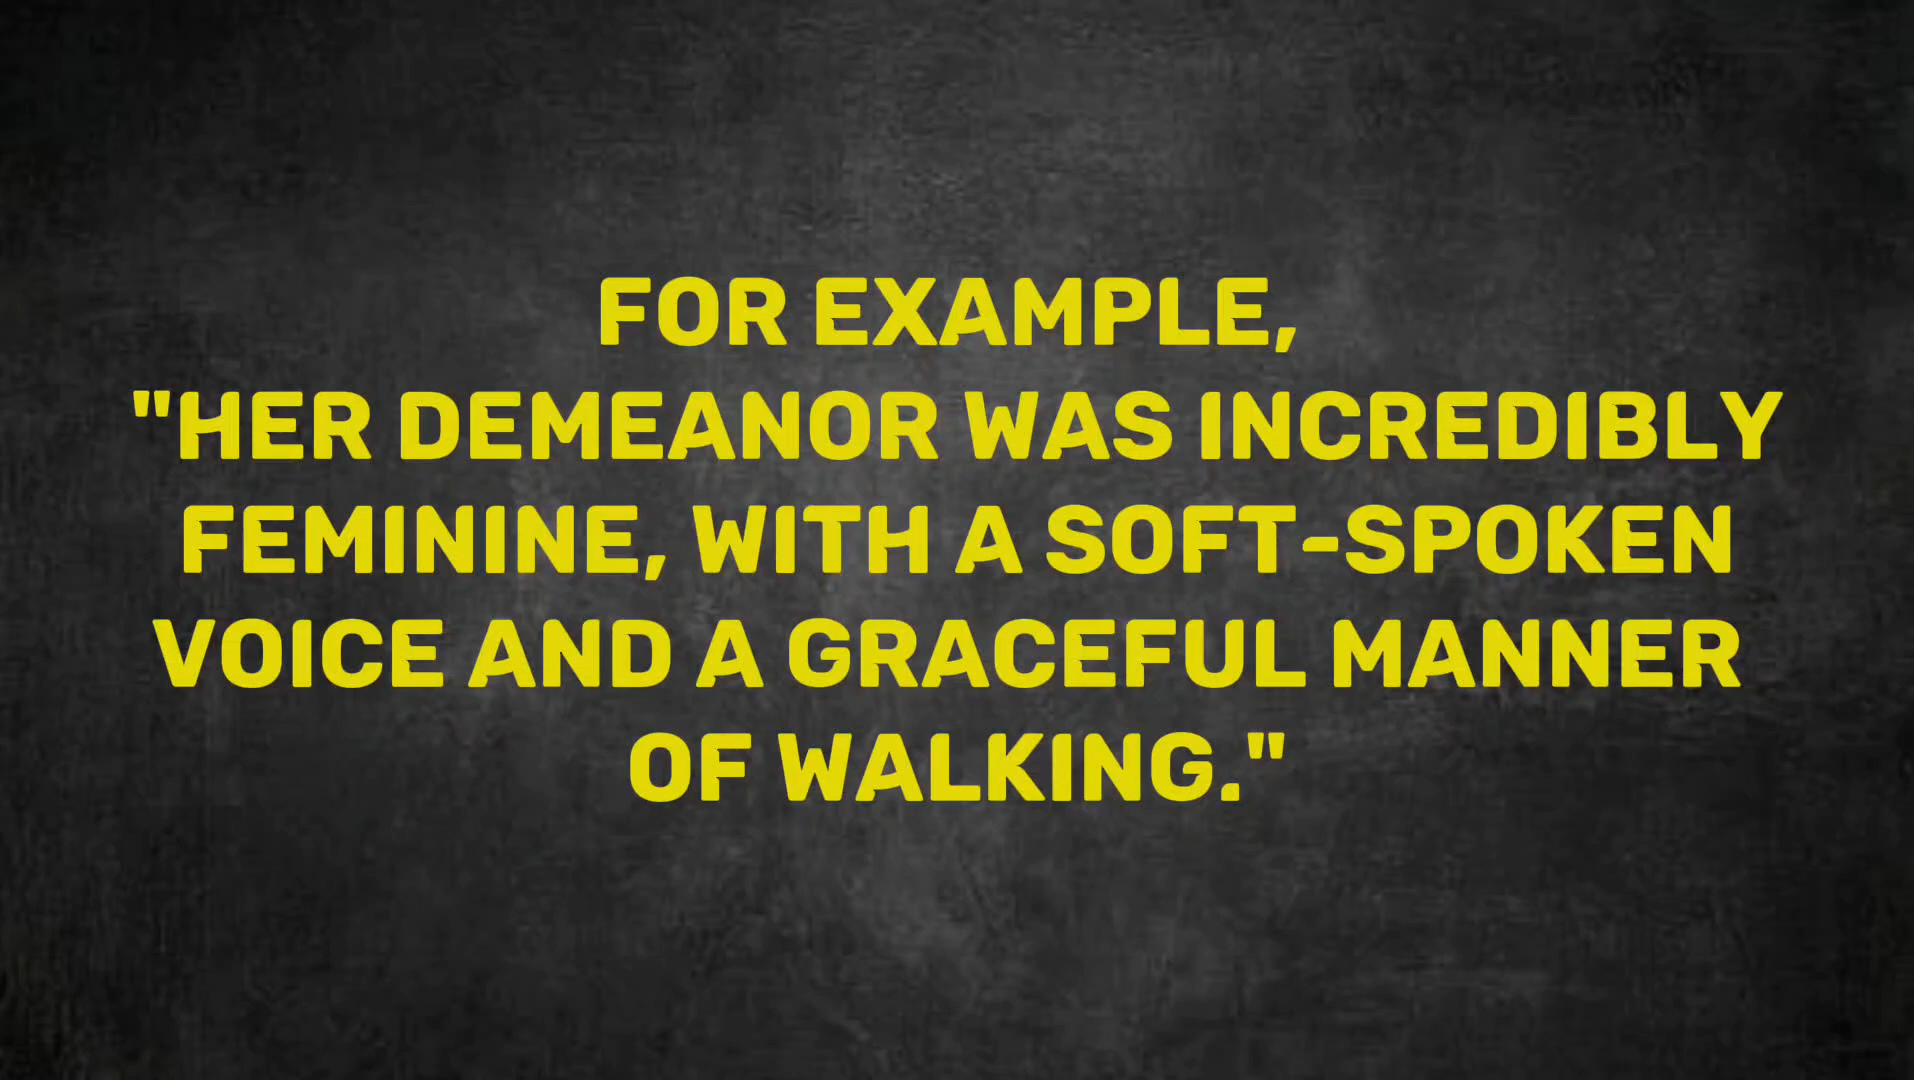 FOR EXAMPLE,
"HER DEMEANOR WAS INCREDIBLY
FEMININE, WITH A SOFT-SPOKEN
VOICE AND A GRACEFUL MANNER
OF WALKING."